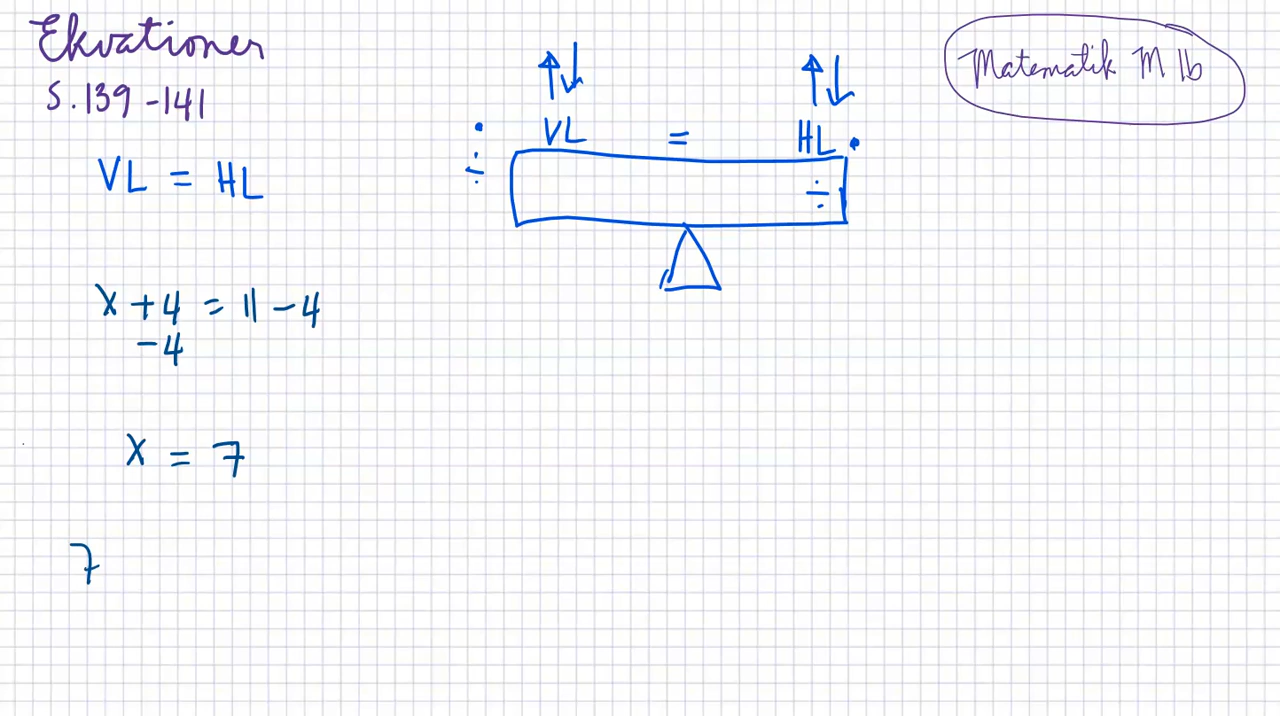 Ekvationer
S. 139 - 141
Matematik M 1b
VL = HL
VL = HL
• •
÷ ÷
x + 4 = 11 - 4
- 4
x = 7
7